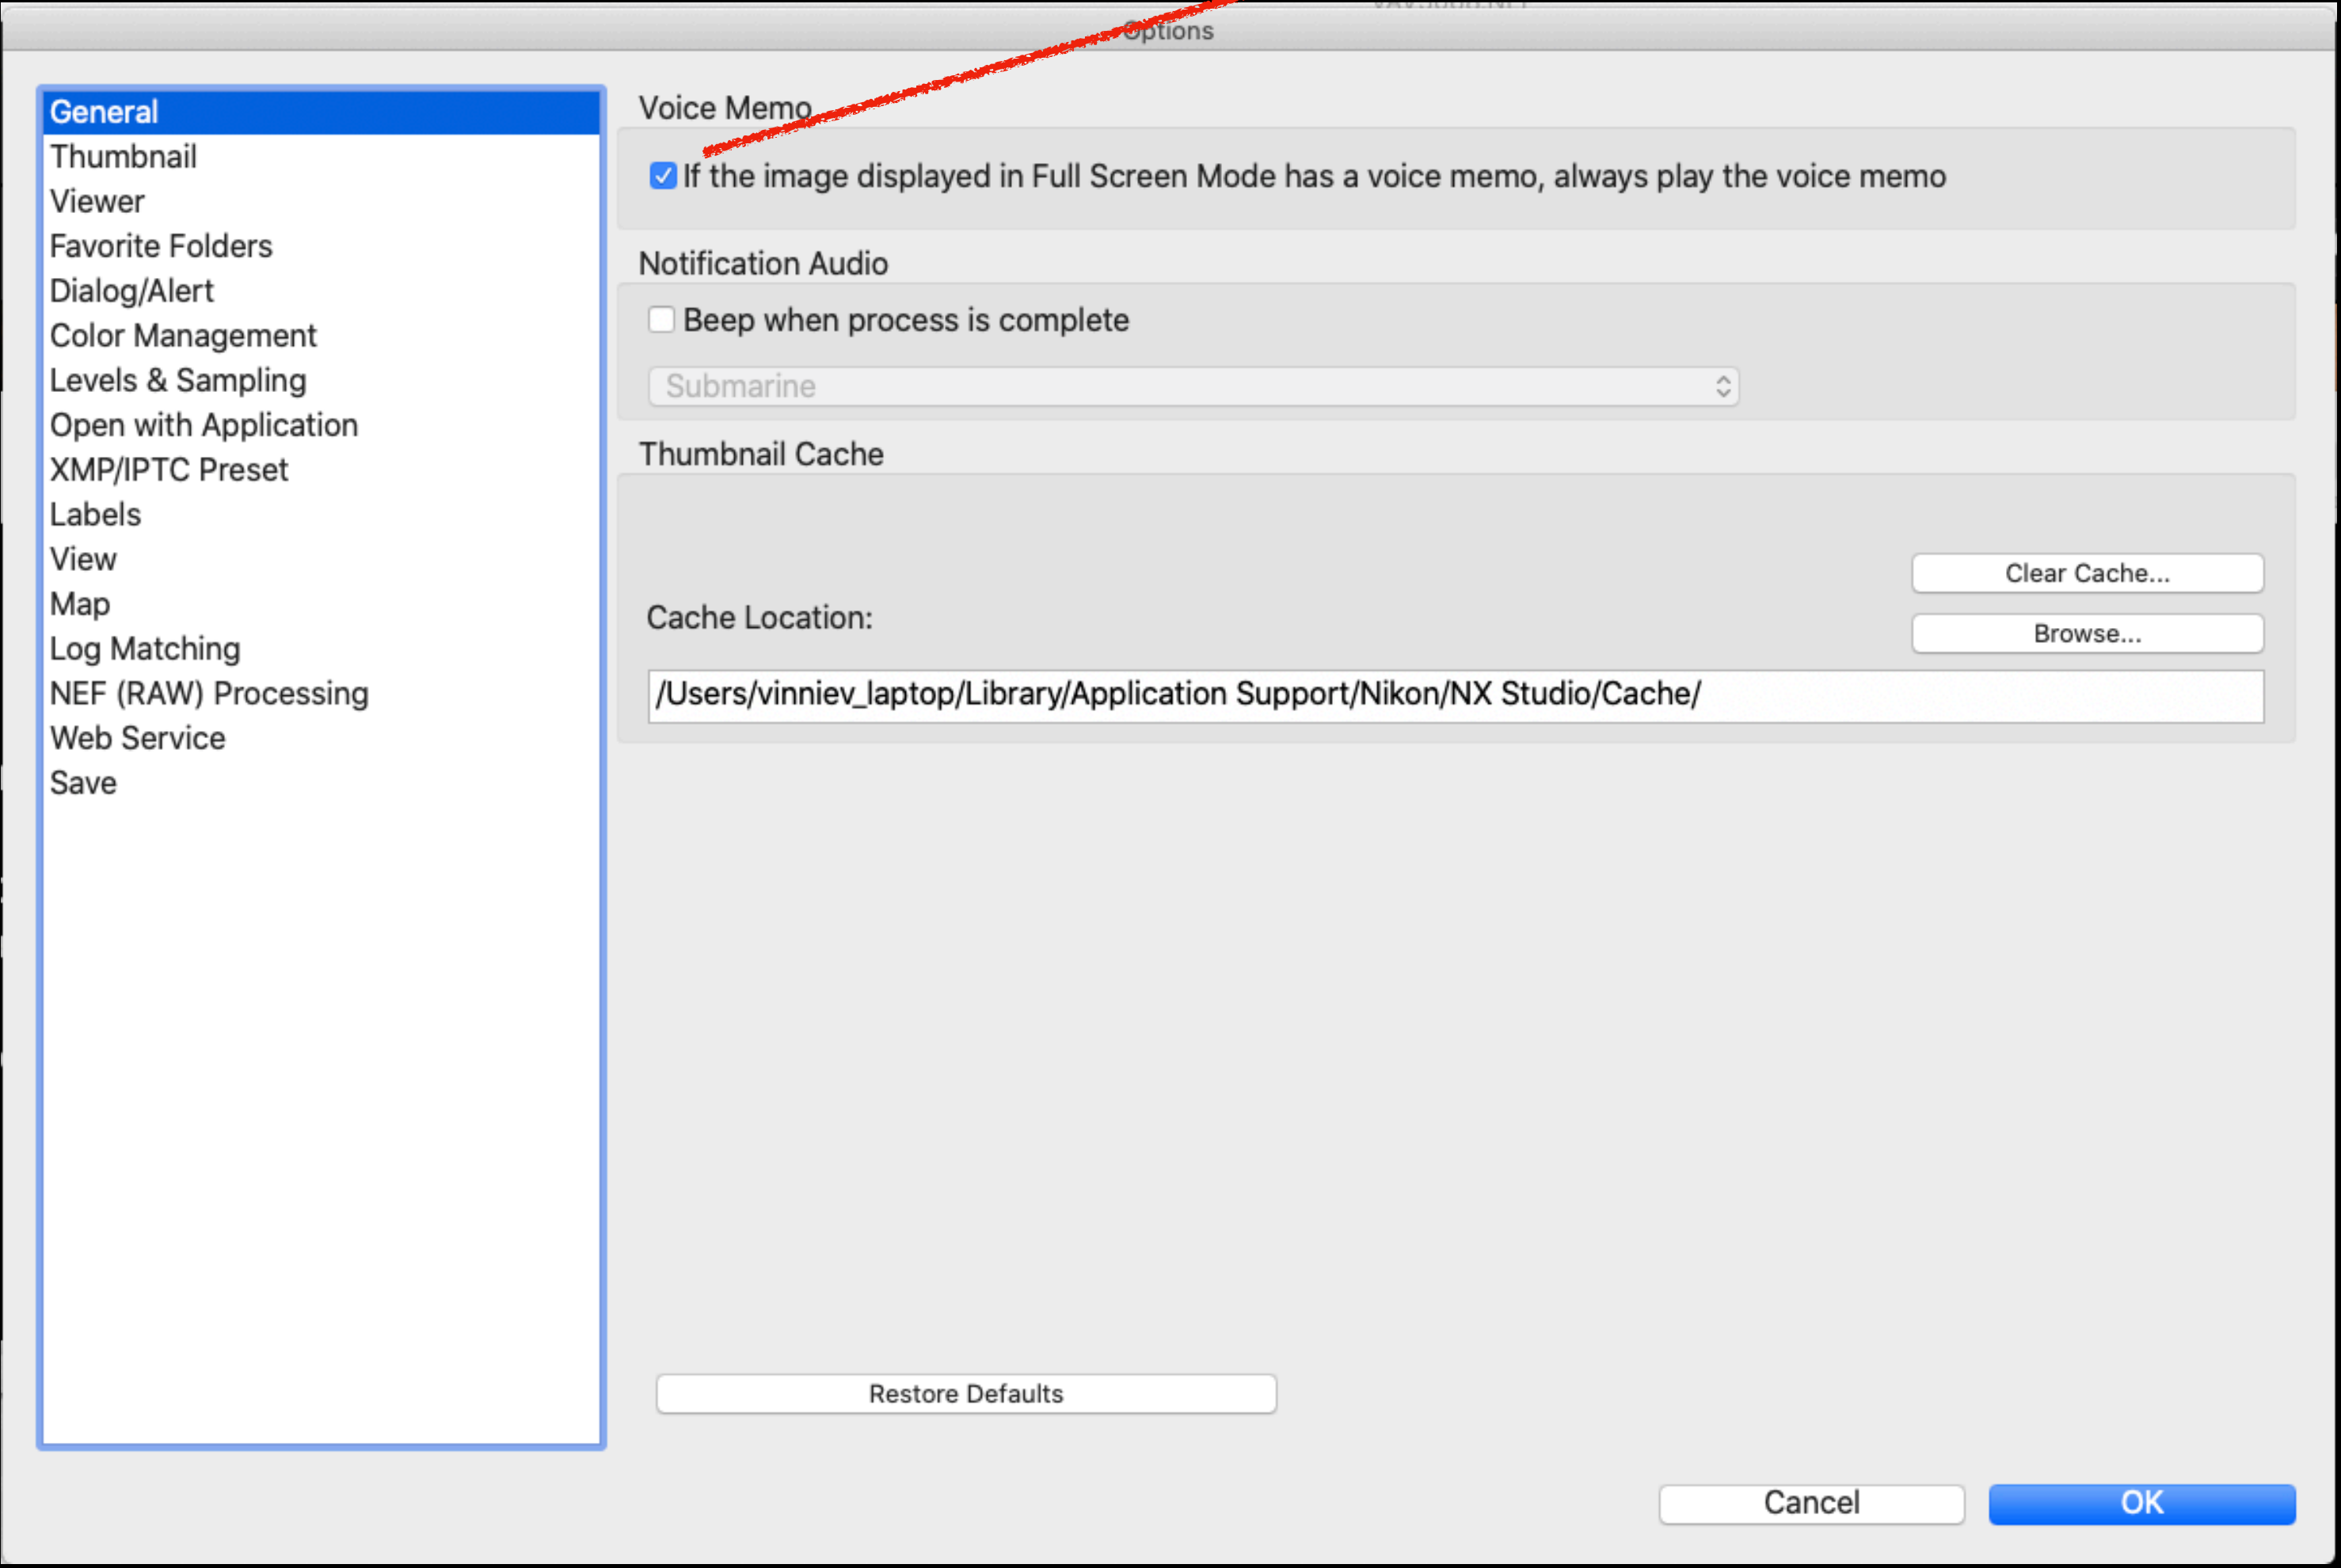 Options
General
Thumbnail
Viewer
Favorite Folders
Dialog/Alert
Color Management
Levels & Sampling
Open with Application
XMP/IPTC Preset
Labels
View
Map
Log Matching
NEF (RAW) Processing
Web Service
Save
Voice Memo
If the image displayed in Full Screen Mode has a voice memo, always play the voice memo
Notification Audio
Beep when process is complete
Submarine
Thumbnail Cache
Clear Cache...
Cache Location:
Browse...
/Users/vinniev_laptop/Library/Application Support/Nikon/NX Studio/Cache/
Restore Defaults
Cancel
OK